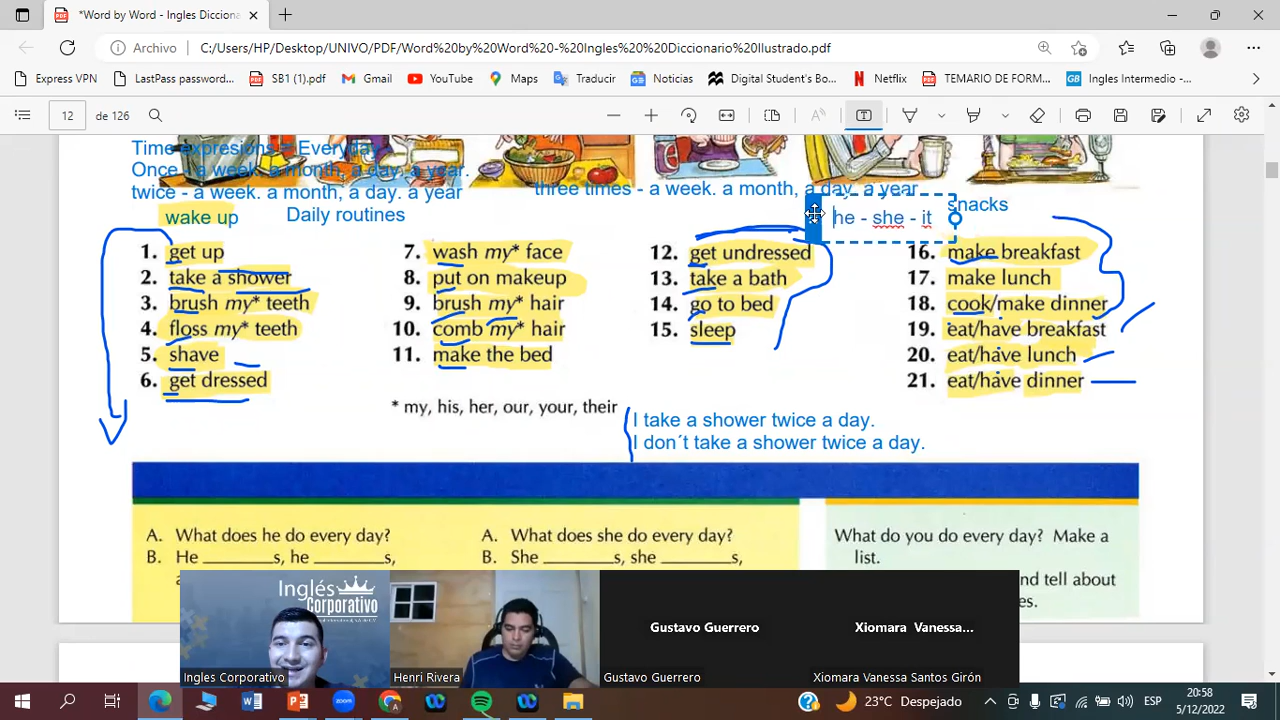 *Word by Word - Ingles Dicciona
Archivo
C:/Users/HP/Desktop/UNIVO/PDF/Word%20by%20Word%20-%20Ingles%20%20Diccionario%20Ilustrado.pdf
Express VPN
LastPass password...
SB1 (1).pdf
Gmail
YouTube
Maps
Traducir
Noticias
Digital Student's Bo...
Netflix
TEMARIO DE FORM...
Ingles Intermedio -...
12 de 126
Time expresions = Everyday
Once - a week. a month, a day. a year.
twice - a week. a month, a day. a year
three times - a week. a month, a day. a year
snacks
wake up
Daily routines
he - she - it
1. get up
2. take a shower
3. brush my* teeth
4. floss my* teeth
5. shave
6. get dressed
7. wash my* face
8. put on makeup
9. brush my* hair
10. comb my* hair
11. make the bed
* my, his, her, our, your, their
12. get undressed
13. take a bath
14. go to bed
15. sleep
16. make breakfast
17. make lunch
18. cook/make dinner
19. eat/have breakfast
20. eat/have lunch
21. eat/have dinner
I take a shower twice a day.
I don´t take a shower twice a day.
A. What does he do every day?
B. He ______s, he ______s,
A. What does she do every day?
B. She ______s, she ______s,
What do you do every day? Make a
list.
nd tell about
es.
Inglés
Corporativo
Ingles Corporativo
Henri Rivera
Gustavo Guerrero
Gustavo Guerrero
Xiomara Vanessa...
Xiomara Vanessa Santos Girón
23°C Despejado
ESP
20:58
5/12/2022